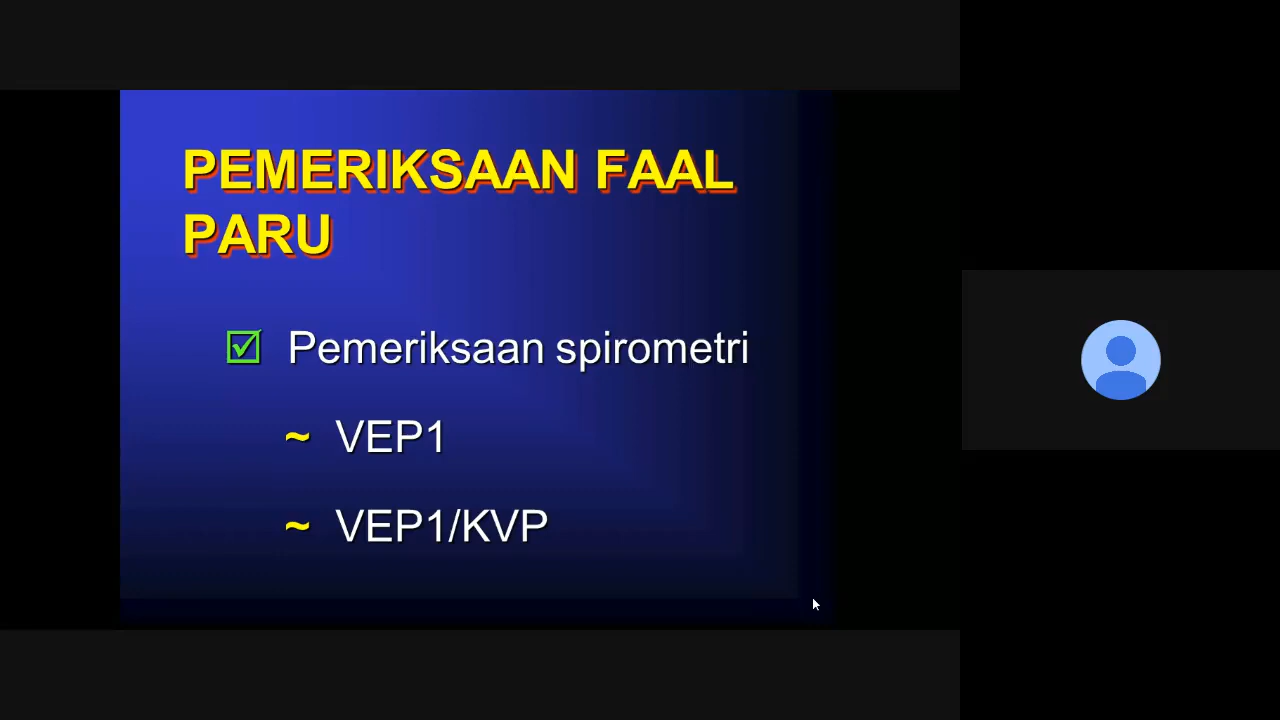 PEMERIKSAAN FAAL
PARU
Pemeriksaan spirometri
~ VEP1
~ VEP1/KVP